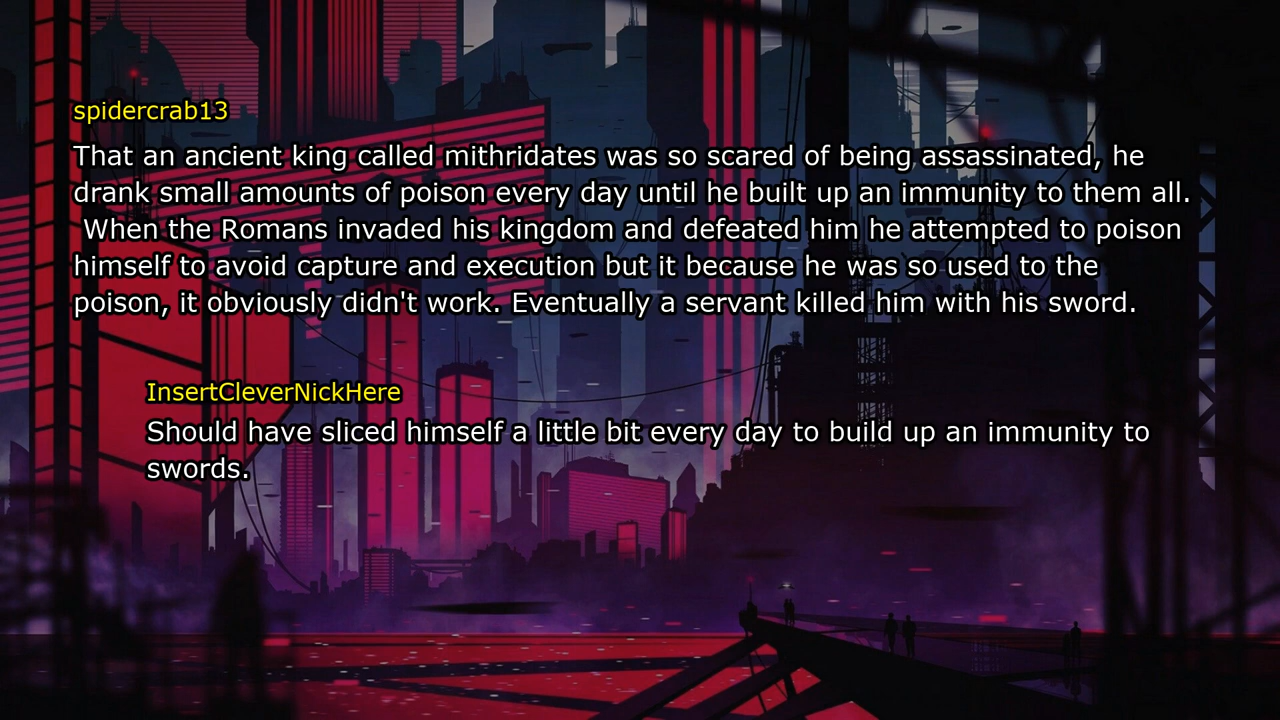 spidercrab13
That an ancient king called mithridates was so scared of being assassinated, he
drank small amounts of poison every day until he built up an immunity to them all.
When the Romans invaded his kingdom and defeated him he attempted to poison
himself to avoid capture and execution but it because he was so used to the
poison, it obviously didn't work. Eventually a servant killed him with his sword.
InsertCleverNickHere
Should have sliced himself a little bit every day to build up an immunity to
swords.